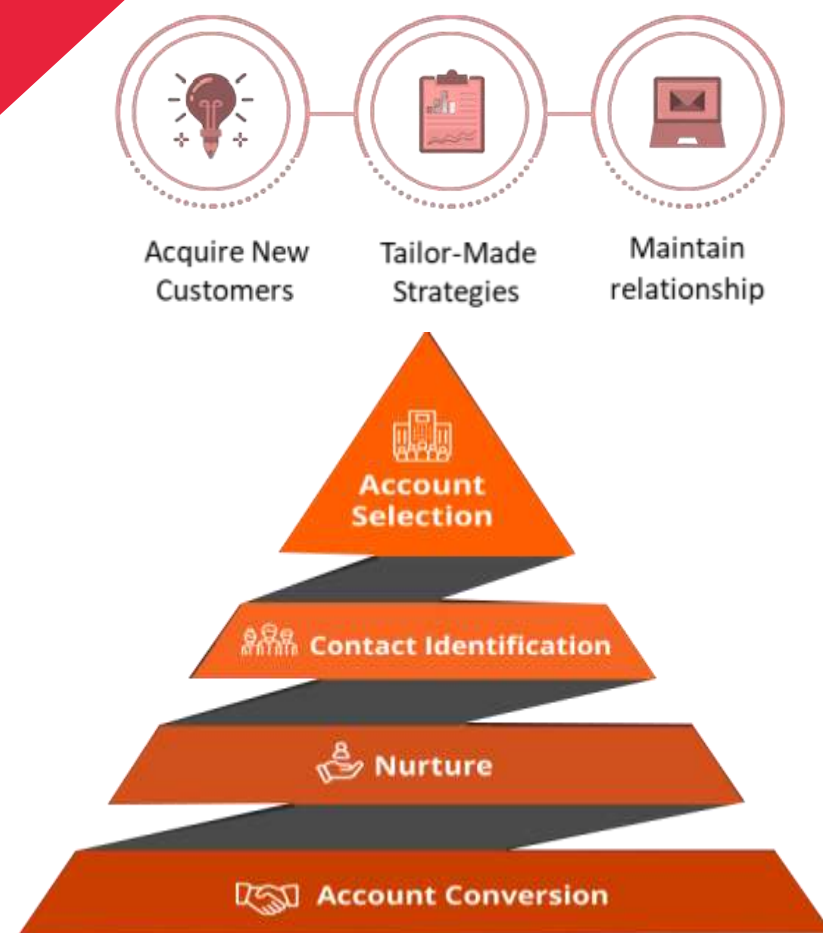 Acquire New
Customers
Tailor-Made
Strategies
Maintain
relationship
Account
Selection
Contact Identification
Nurture
Account Conversion